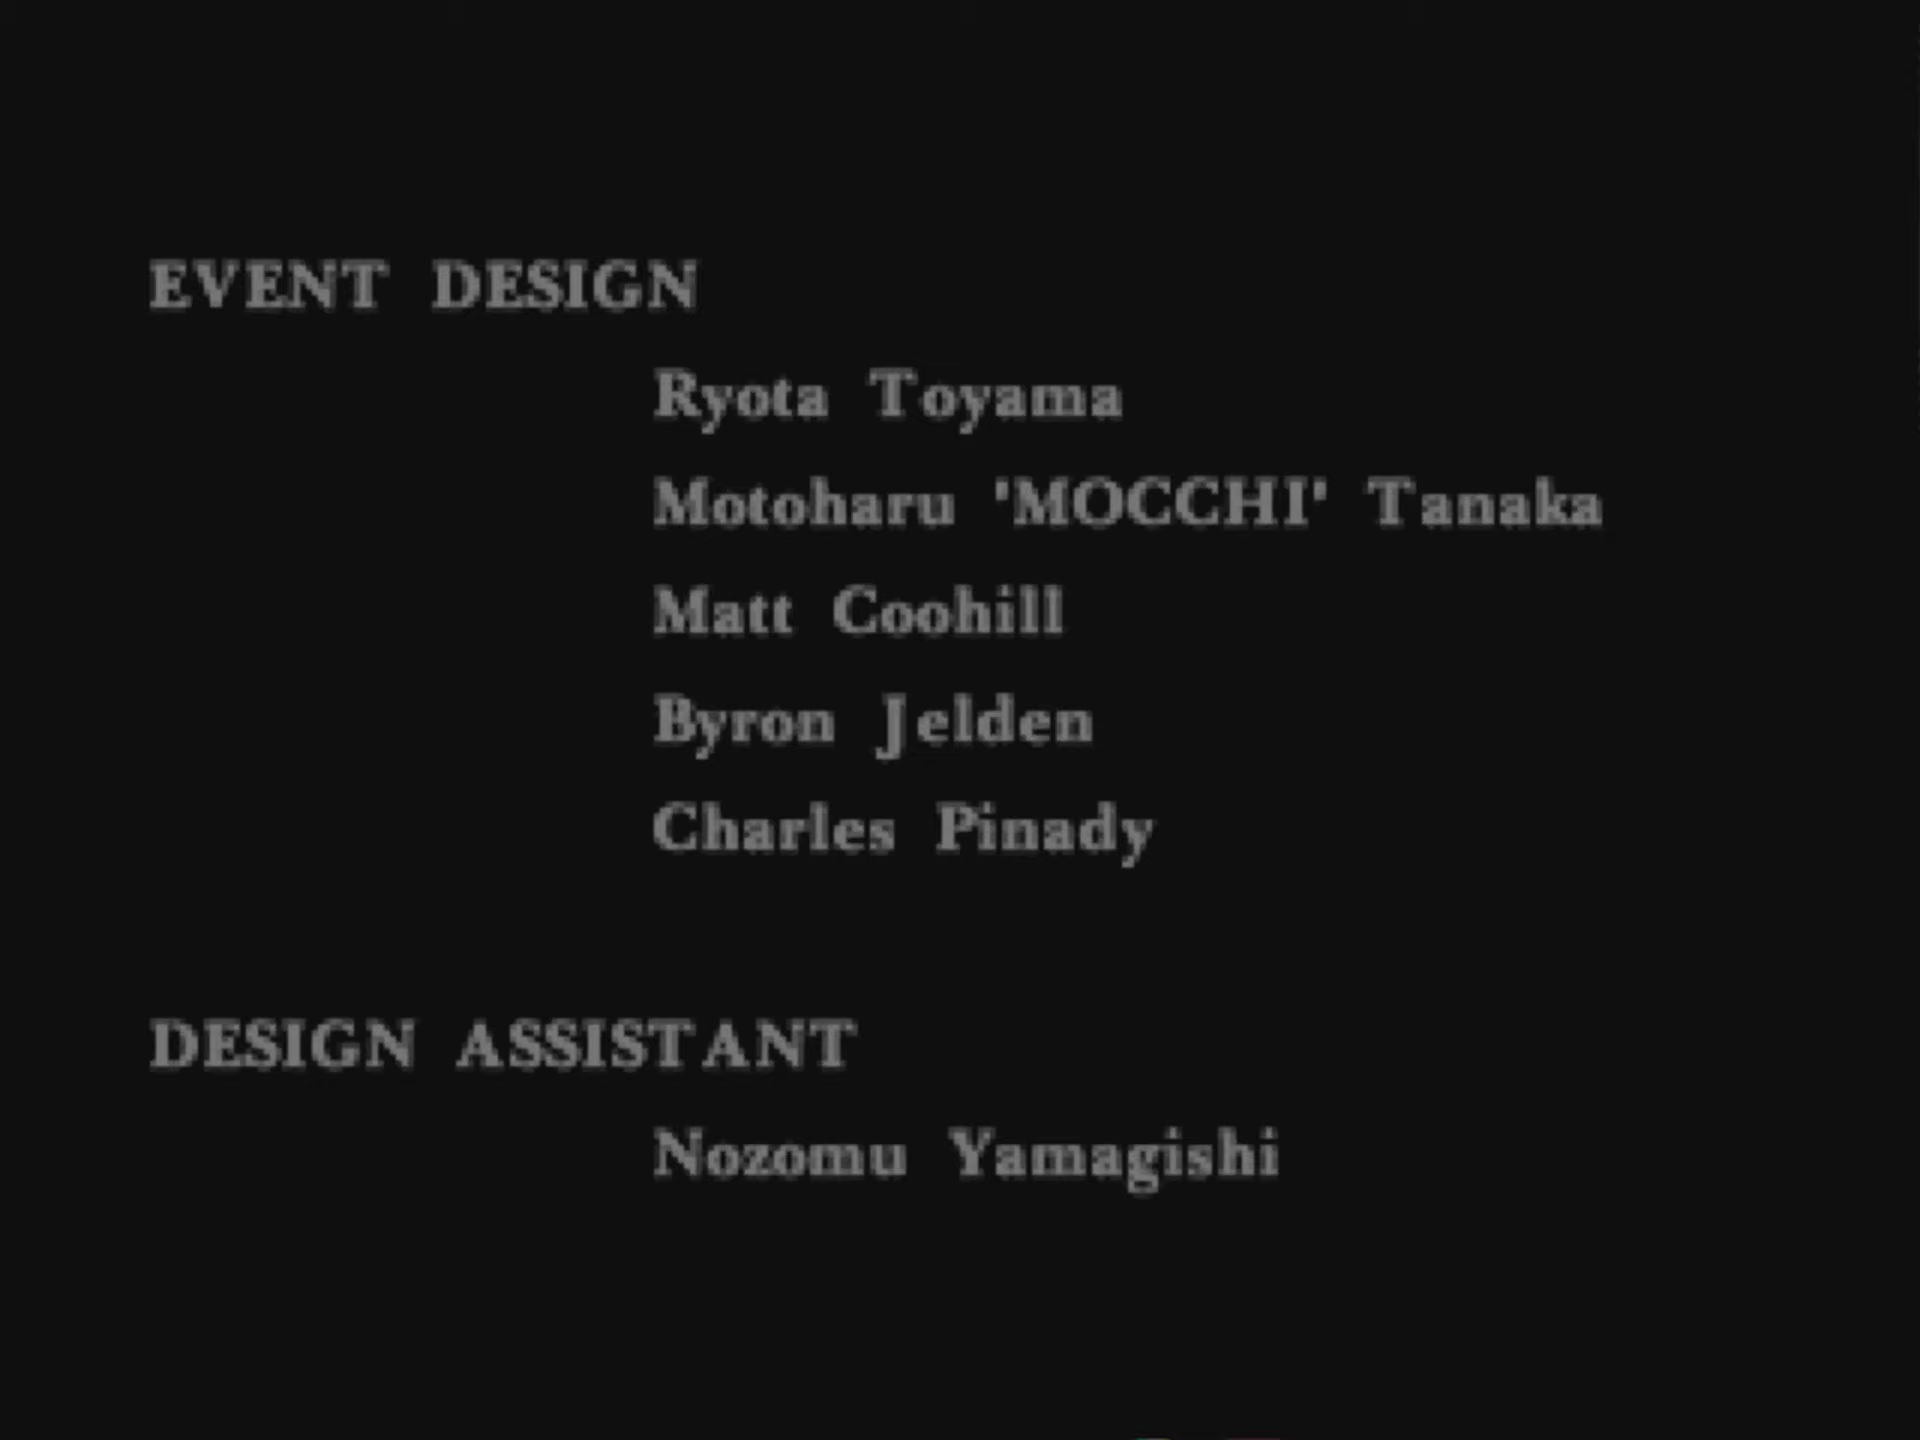 EVENT DESIGN
Ryota Toyama
Motoharu 'MOCCHI' Tanaka
Matt Coohill
Byron Jelden
Charles Pinady
DESIGN ASSISTANT
Nozomu Yamagishi